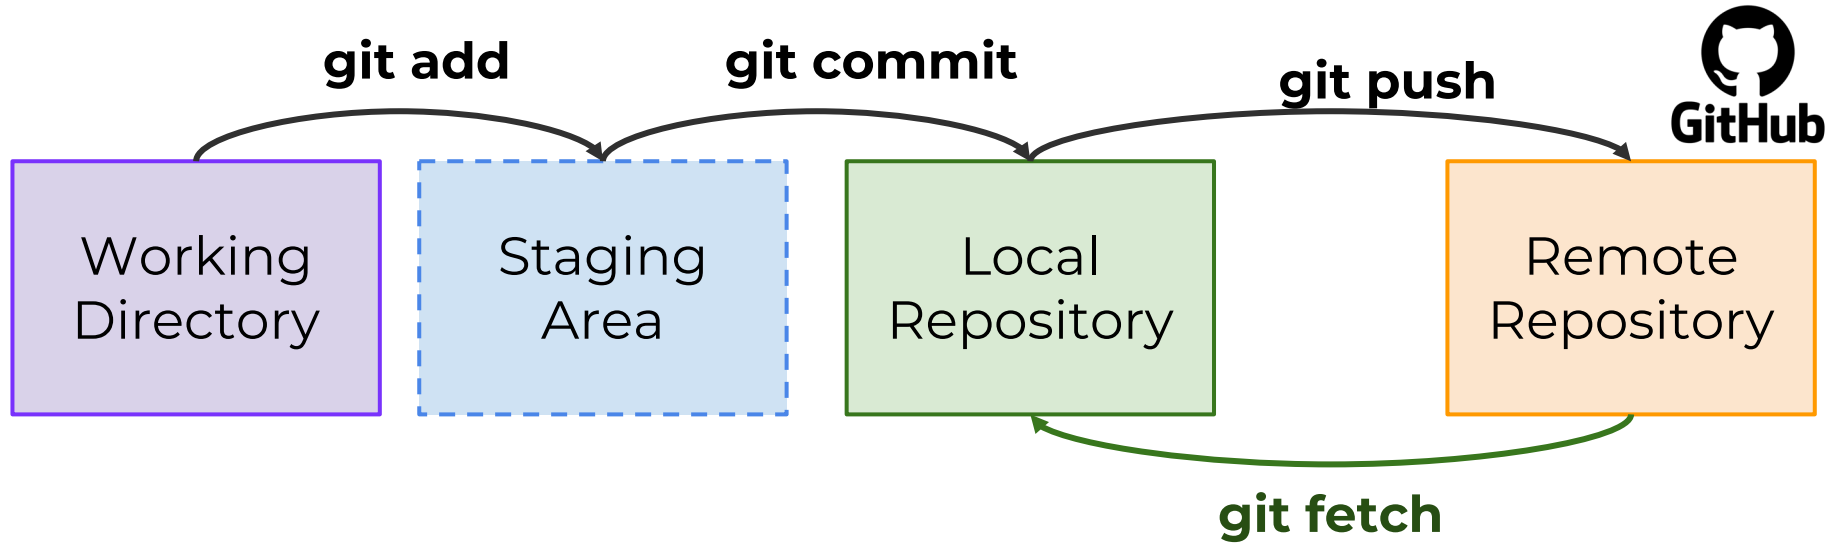 git add
git commit
git push
GitHub
Working
Directory
Staging
Area
Local
Repository
Remote
Repository
git fetch